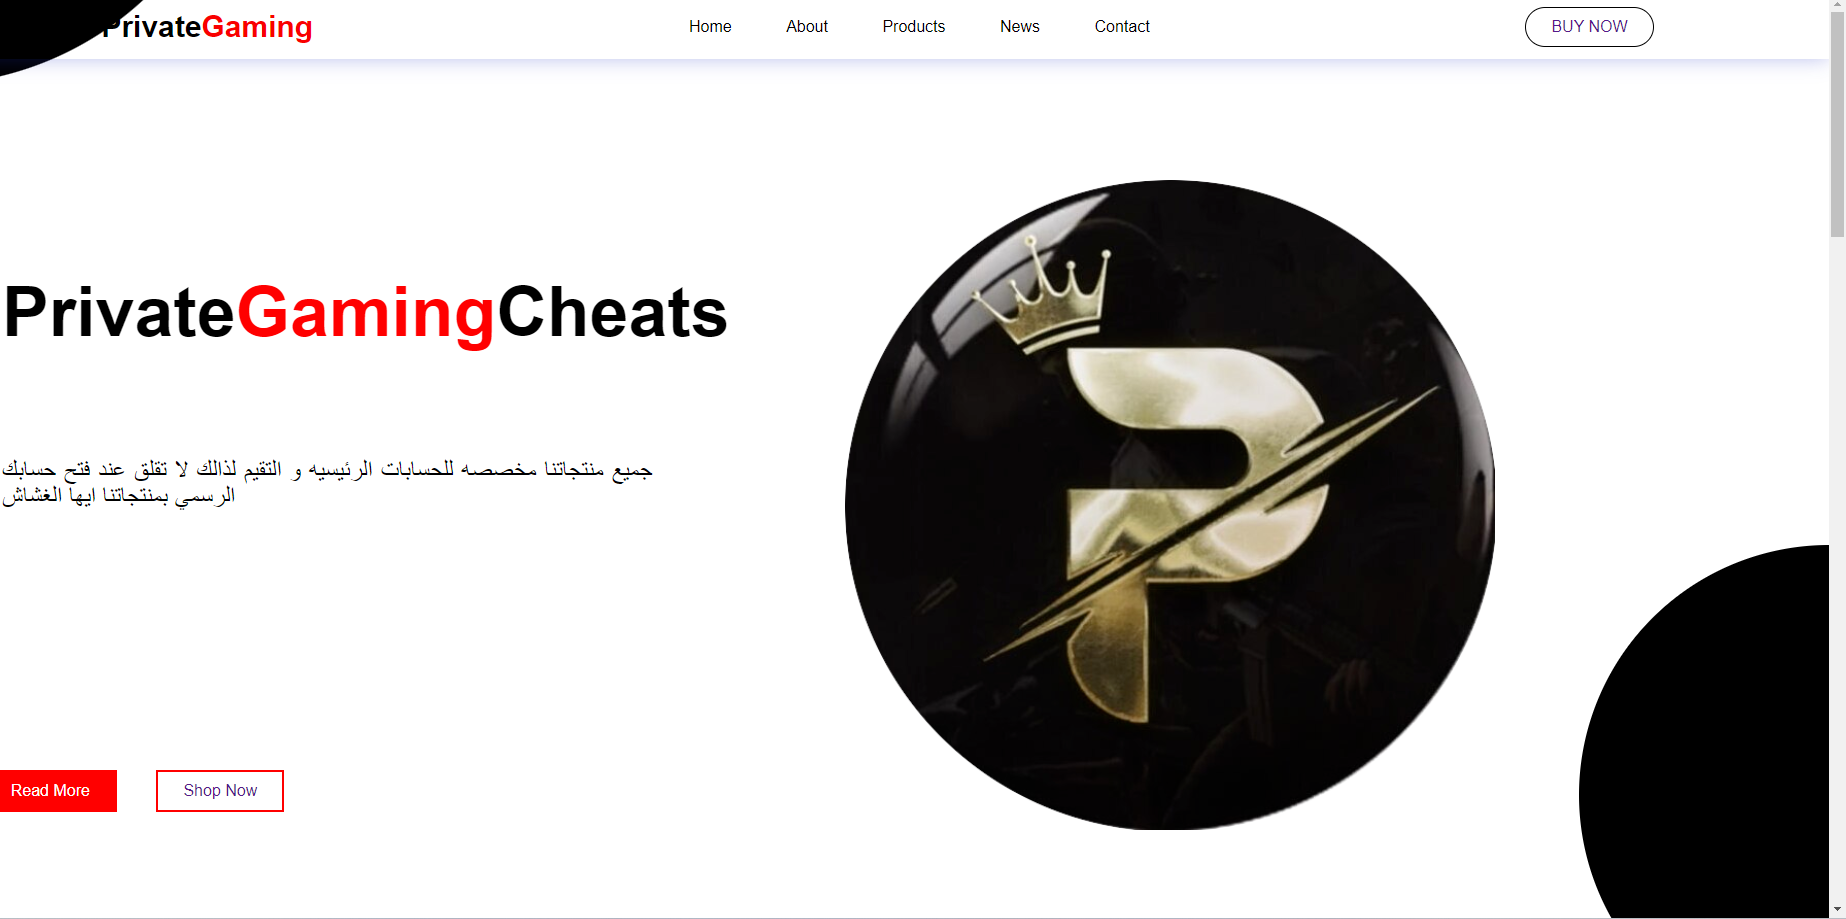 PrivateGaming
Home
About
Products
News
Contact
BUY NOW
PrivateGamingCheats
جميع منتجاتنا مخصصه للحسابات الرئيسيه و التقيم لذالك لا تقلق عند فتح حسابك
الرسمي بمنتجاتنا ايها الغشاش
Read More
Shop Now